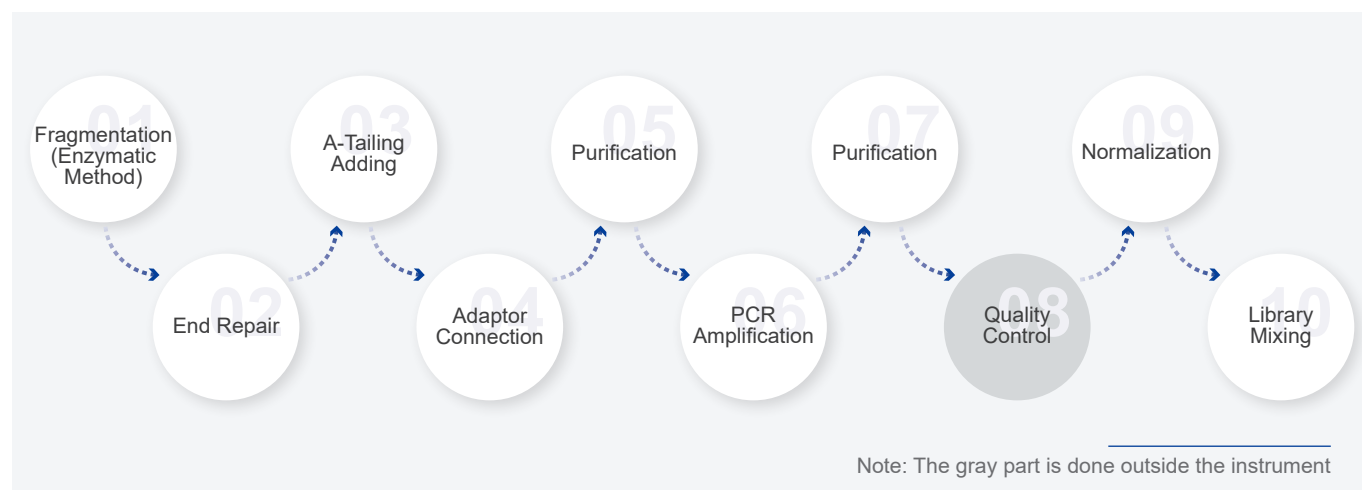 01
Fragmentation
(Enzymatic
Method)
02
End Repair
03
A-Tailing
Adding
04
Adaptor
Connection
05
Purification
06
PCR
Amplification
07
Purification
08
Quality
Control
09
Normalization
10
Library
Mixing
Note: The gray part is done outside the instrument